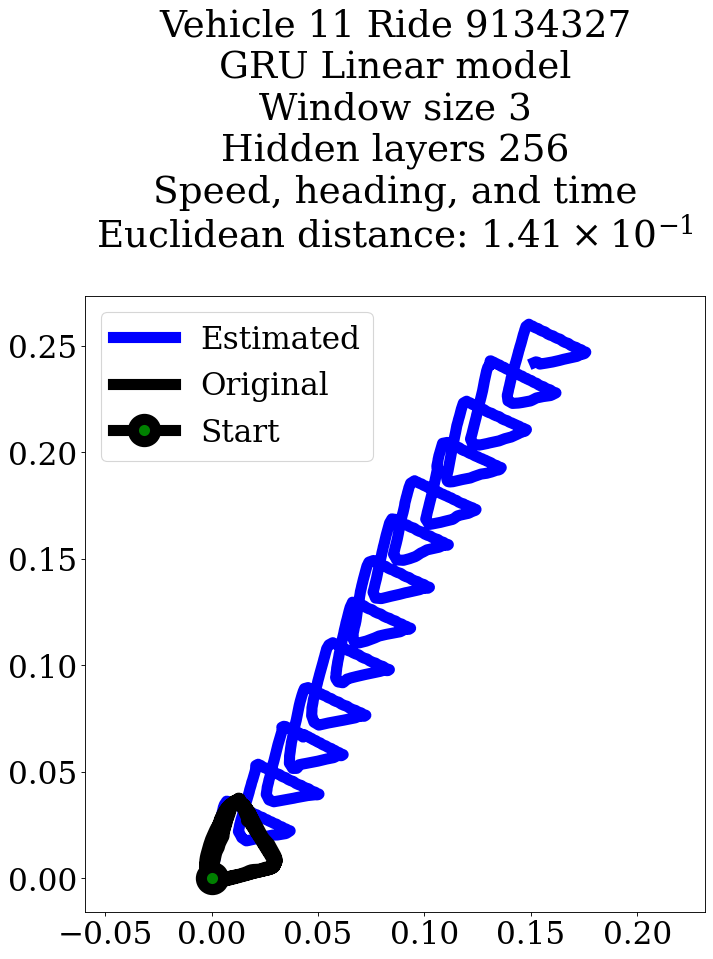 Vehicle 11 Ride 9134327
GRU Linear model
Window size 3
Hidden layers 256
Speed, heading, and time
Euclidean distance: 1.41 × 10⁻¹
Estimated
Original
Start
0.25
0.20
0.15
0.10
0.05
0.00
−0.05 0.00 0.05 0.10 0.15 0.20